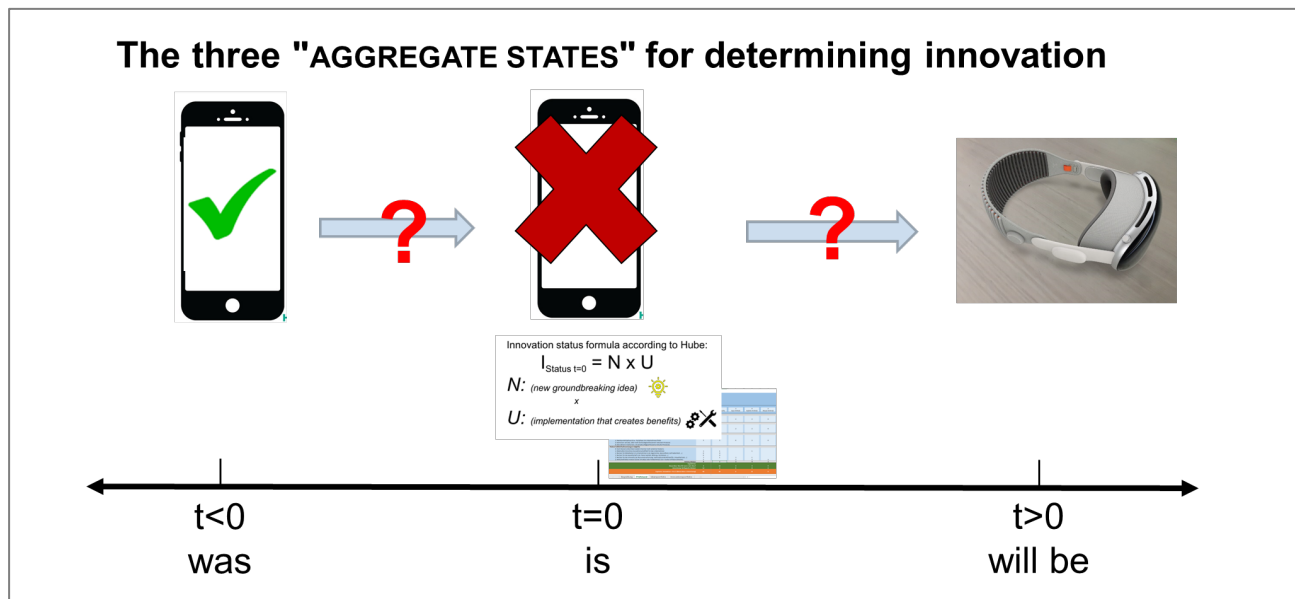 The three "AGGREGATE STATES" for determining innovation
?
?
Innovation status formula according to Hube:
I Status t=0 = N x U
N: (new groundbreaking idea)
x
U: (implementation that creates benefits)
t<0
t=0
t>0
was
is
will be